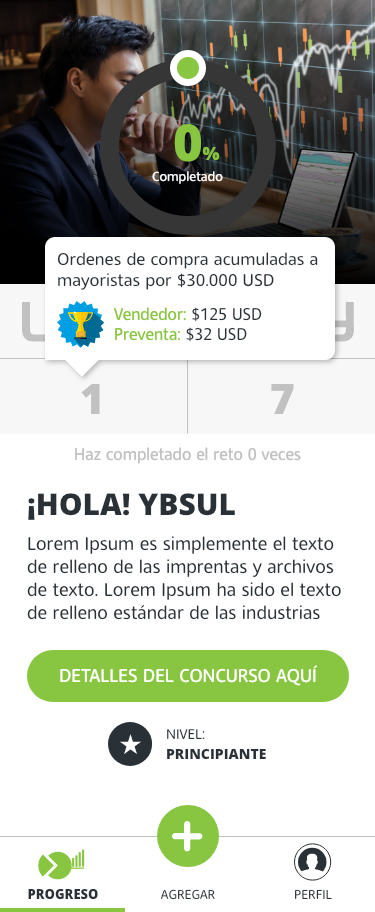 0%
Completado
Ordenes de compra acumuladas a
mayoristas por $30.000 USD
Vendedor: $125 USD
Preventa: $32 USD
1
7
Haz completado el reto 0 veces
¡HOLA! YBSUL
Lorem Ipsum es simplemente el texto
de relleno de las imprentas y archivos
de texto. Lorem Ipsum ha sido el texto
de relleno estándar de las industrias
DETALLES DEL CONCURSO AQUÍ
NIVEL:
PRINCIPIANTE
PROGRESO
AGREGAR
PERFIL